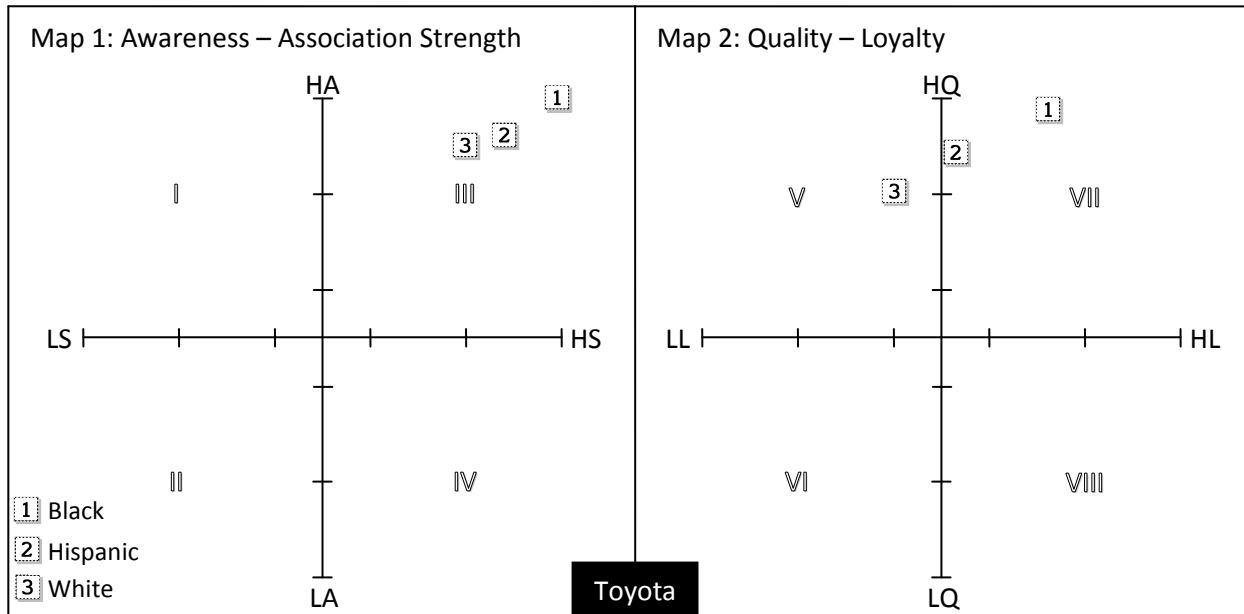 Map 1: Awareness – Association Strength
HA
1
2
3
I
III
LS
HS
II
IV
1 Black
2 Hispanic
3 White
LA
Map 2: Quality – Loyalty
HQ
1
2
3
V
VII
LL
HL
VI
VIII
LQ
Toyota